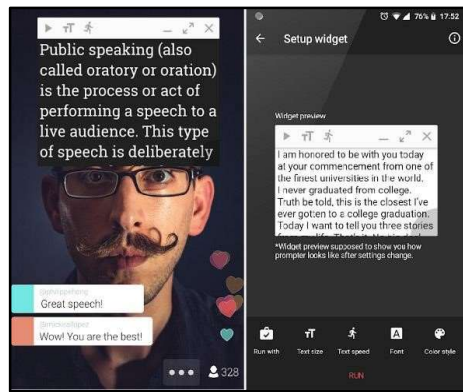 Public speaking (also
called oratory or oration)
is the process or act of
performing a speech to a
live audience. This type
of speech is deliberately
Great speech!
Wow! You are the best!
328
76% 17:52
Setup widget
Widget preview
I am honored to be with you today
at your commencement from one of
the finest universities in the world.
I never graduated from college.
Truth be told, this is the closest I've
ever gotten to a college graduation.
Today I want to tell you three stories
*Widget preview supposed to show you how
prompter looks like after settings change.
Run with Text size Text speed Font Color style
RUN